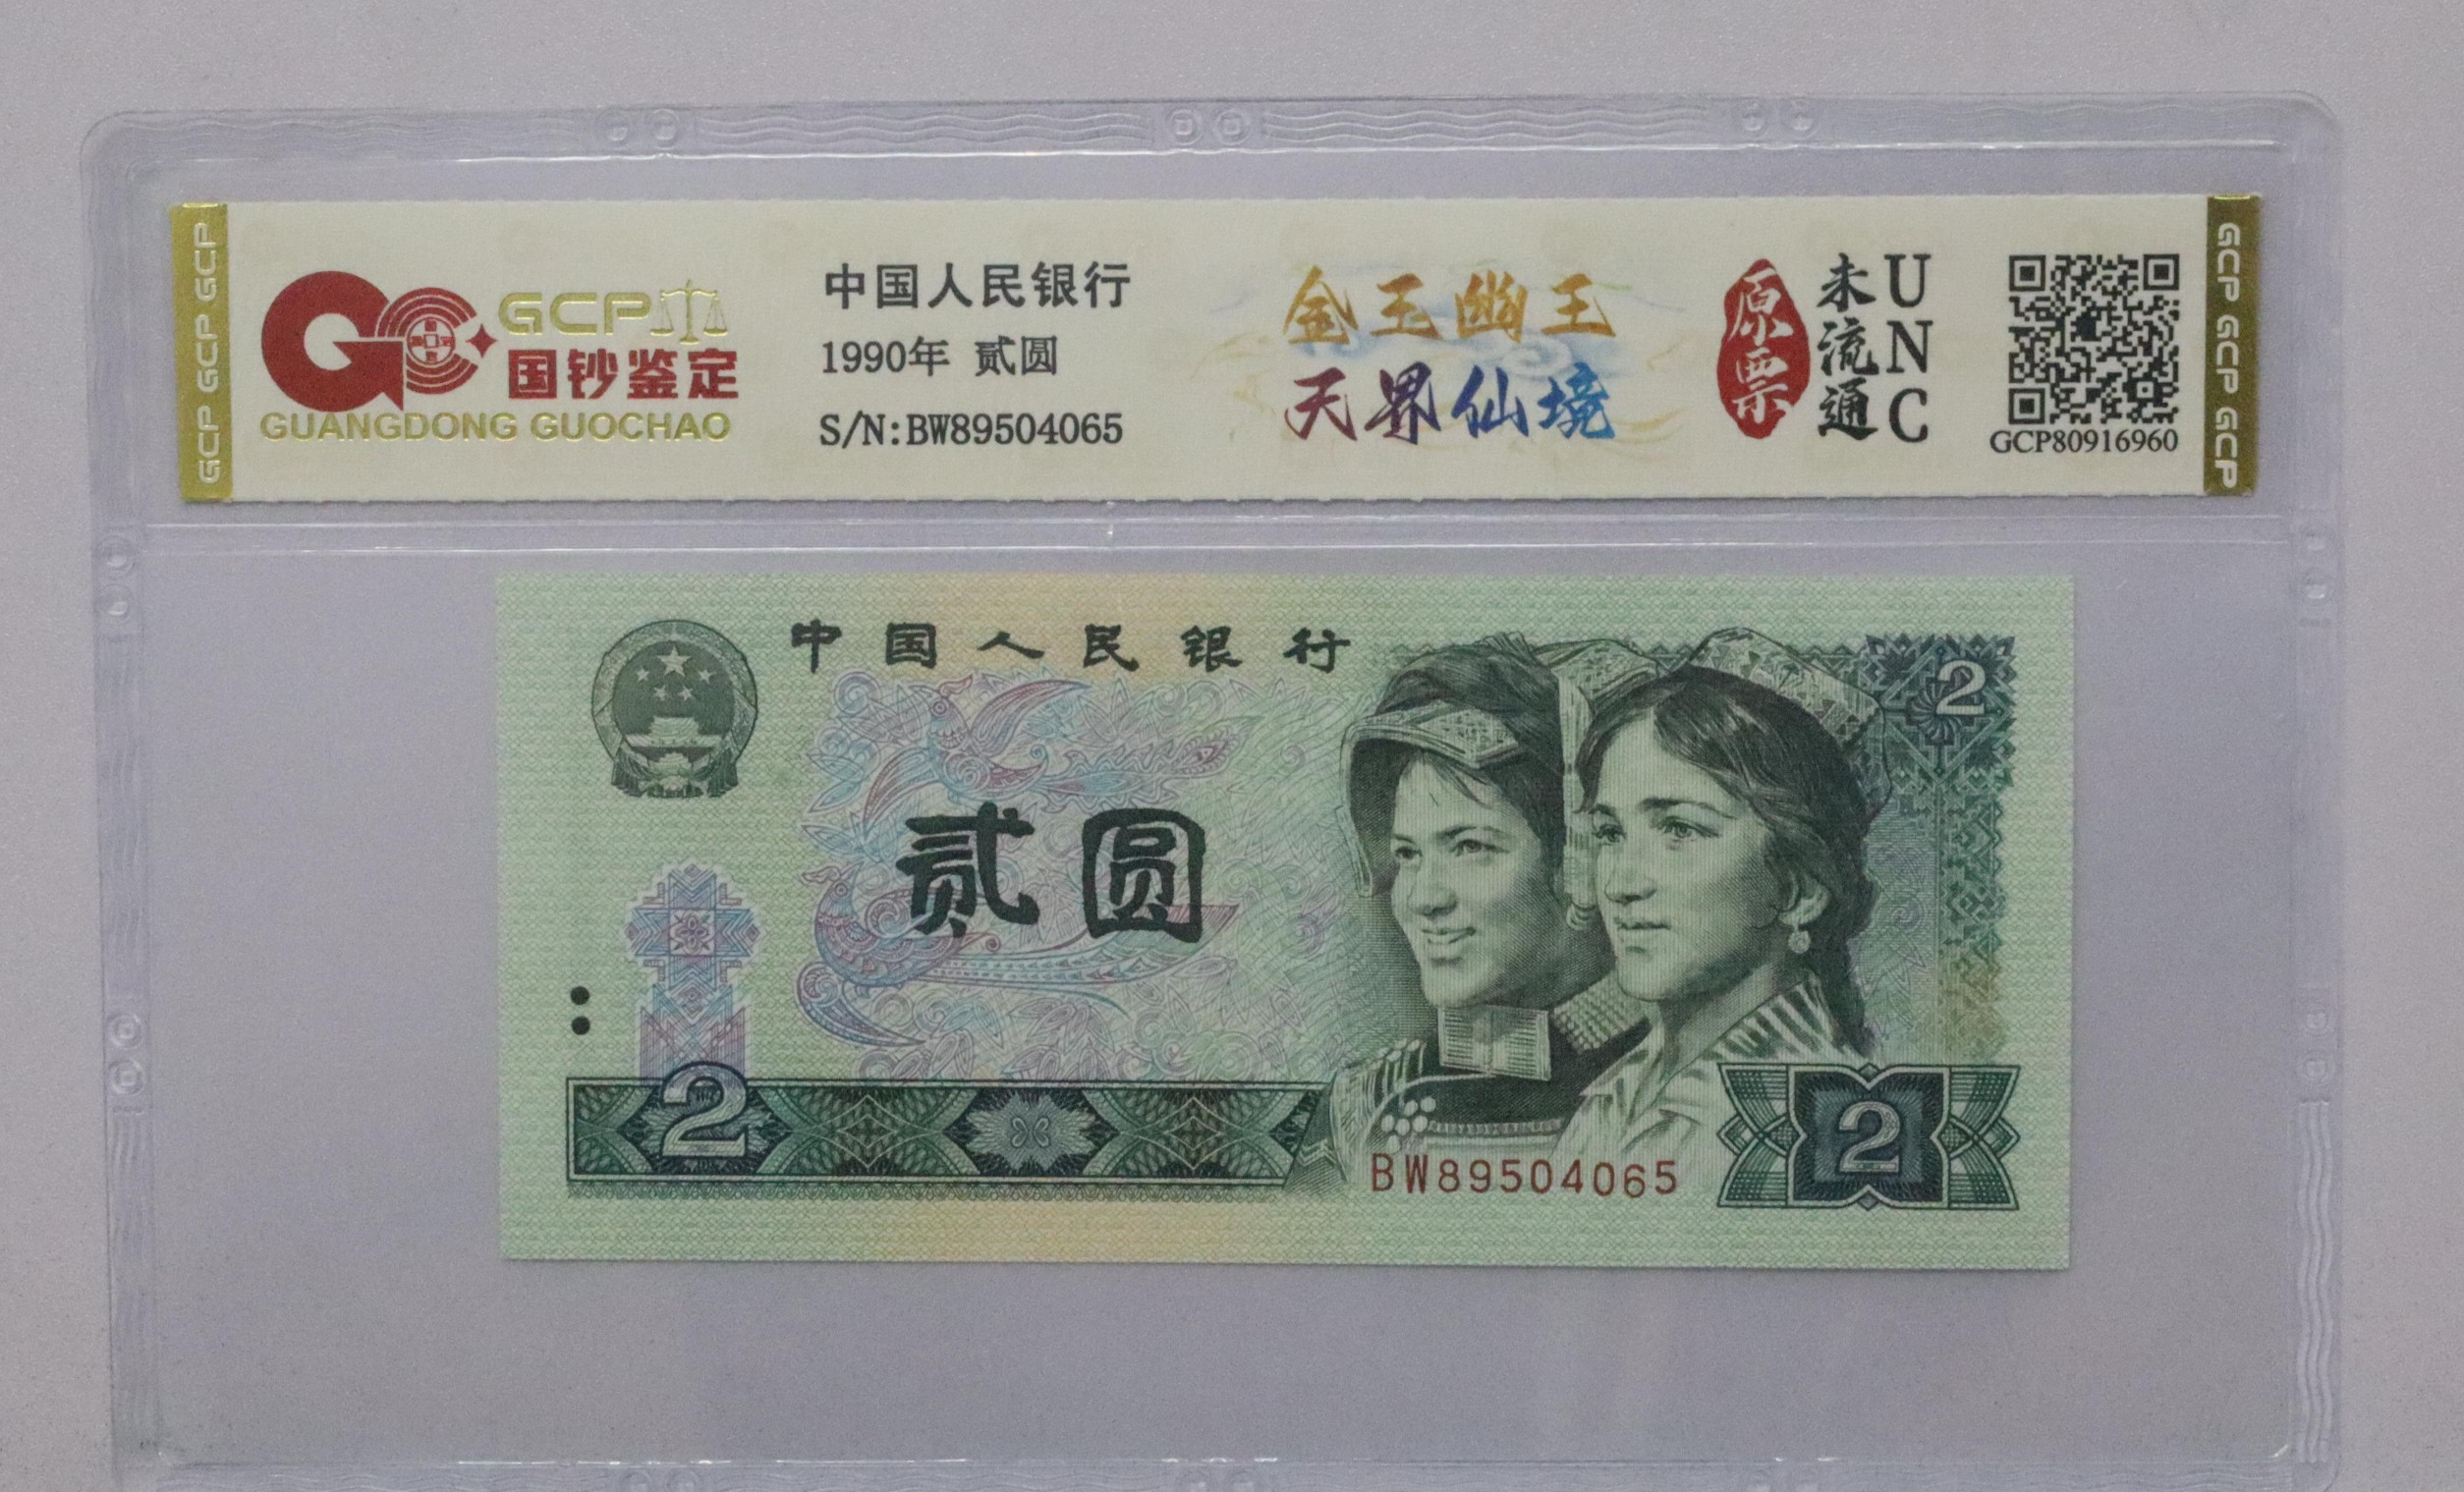 GCP GCP GCP
GCP
国钞鉴定
GUANGDONG GUOCHAO
中国人民银行
1990年 贰圆
S/N:BW89504065
金玉幽王
天界仙境
原票
未流通
UNC
GCP80916960
GCP GCP GCP
中国人民银行
2
贰圆
2
BW89504065
2